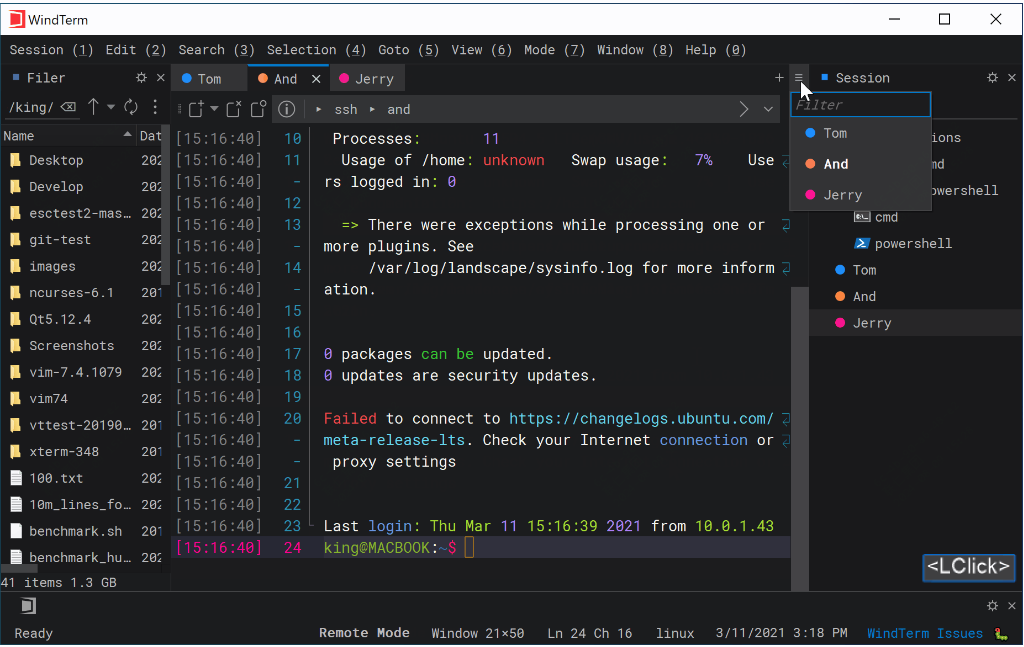 WindTerm
Session (1) Edit (2) Search (3) Selection (4) Goto (5) View (6) Mode (7) Window (8) Help (0)
Filer
Tom
And
Jerry
Session
/king/
ssh
and
Filter
Name
Dat
Desktop 202
Develop 202
esctest2-mas… 202
git-test 202
images 202
ncurses-6.1 201
Qt5.12.4 202
Screenshots 202
vim-7.4.1079 202
vim74 202
vttest-20190… 201
xterm-348 201
100.txt 202
10m_lines_fo… 202
benchmark.sh 201
benchmark_hu… 202
41 items 1.3 GB
[15:16:40] 10 Processes: 11
[15:16:40] 11 Usage of /home: unknown Swap usage: 7% Use
[15:16:40] - rs logged in: 0
[15:16:40] 12
[15:16:40] 13 => There were exceptions while processing one or
[15:16:40] - more plugins. See
[15:16:40] 14 /var/log/landscape/sysinfo.log for more inform
[15:16:40] - ation.
[15:16:40] 15
[15:16:40] 16
[15:16:40] 17 0 packages can be updated.
[15:16:40] 18 0 updates are security updates.
[15:16:40] 19
[15:16:40] 20 Failed to connect to https://changelogs.ubuntu.com/
[15:16:40] - meta-release-lts. Check your Internet connection or
[15:16:40] - proxy settings
[15:16:40] 21
[15:16:40] 22
[15:16:40] 23 Last login: Thu Mar 11 15:16:39 2021 from 10.0.1.43
[15:16:40] 24 king@MACBOOK:~$
Tom
And
Jerry
ions
md
owershell
cmd
powershell
Tom
And
Jerry
<LClick>
Ready
Remote Mode
Window 21×50
Ln 24 Ch 16
linux
3/11/2021 3:18 PM
WindTerm Issues